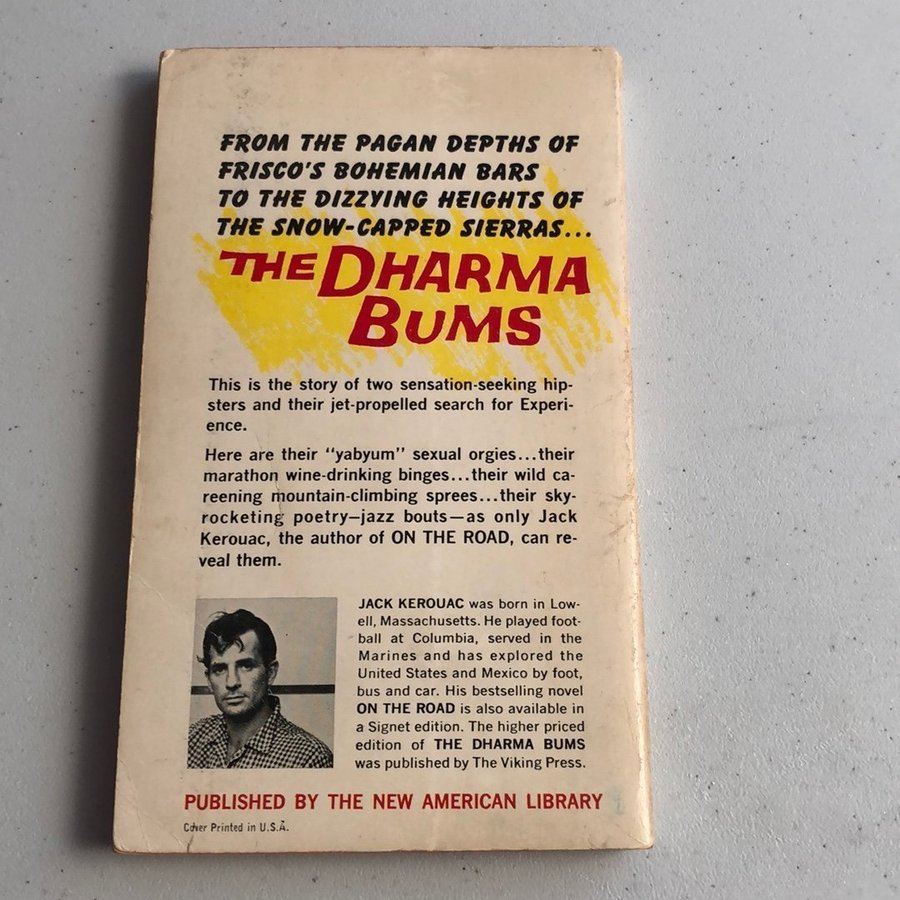 FROM THE PAGAN DEPTHS OF
FRISCO'S BOHEMIAN BARS
TO THE DIZZYING HEIGHTS OF
THE SNOW-CAPPED SIERRAS...
THE DHARMA
BUMS
This is the story of two sensation-seeking hip-
sters and their jet-propelled search for Experi-
ence.
Here are their "yabyum" sexual orgies...their
marathon wine-drinking binges...their wild ca-
reening mountain-climbing sprees...their sky-
rocketing poetry—jazz bouts—as only Jack
Kerouac, the author of ON THE ROAD, can re-
veal them.
JACK KEROUAC was born in Low-
ell, Massachusetts. He played foot-
ball at Columbia, served in the
Marines and has explored the
United States and Mexico by foot,
bus and car. His bestselling novel
ON THE ROAD is also available in
a Signet edition. The higher priced
edition of THE DHARMA BUMS
was published by The Viking Press.
PUBLISHED BY THE NEW AMERICAN LIBRARY
Cover Printed in U.S.A.